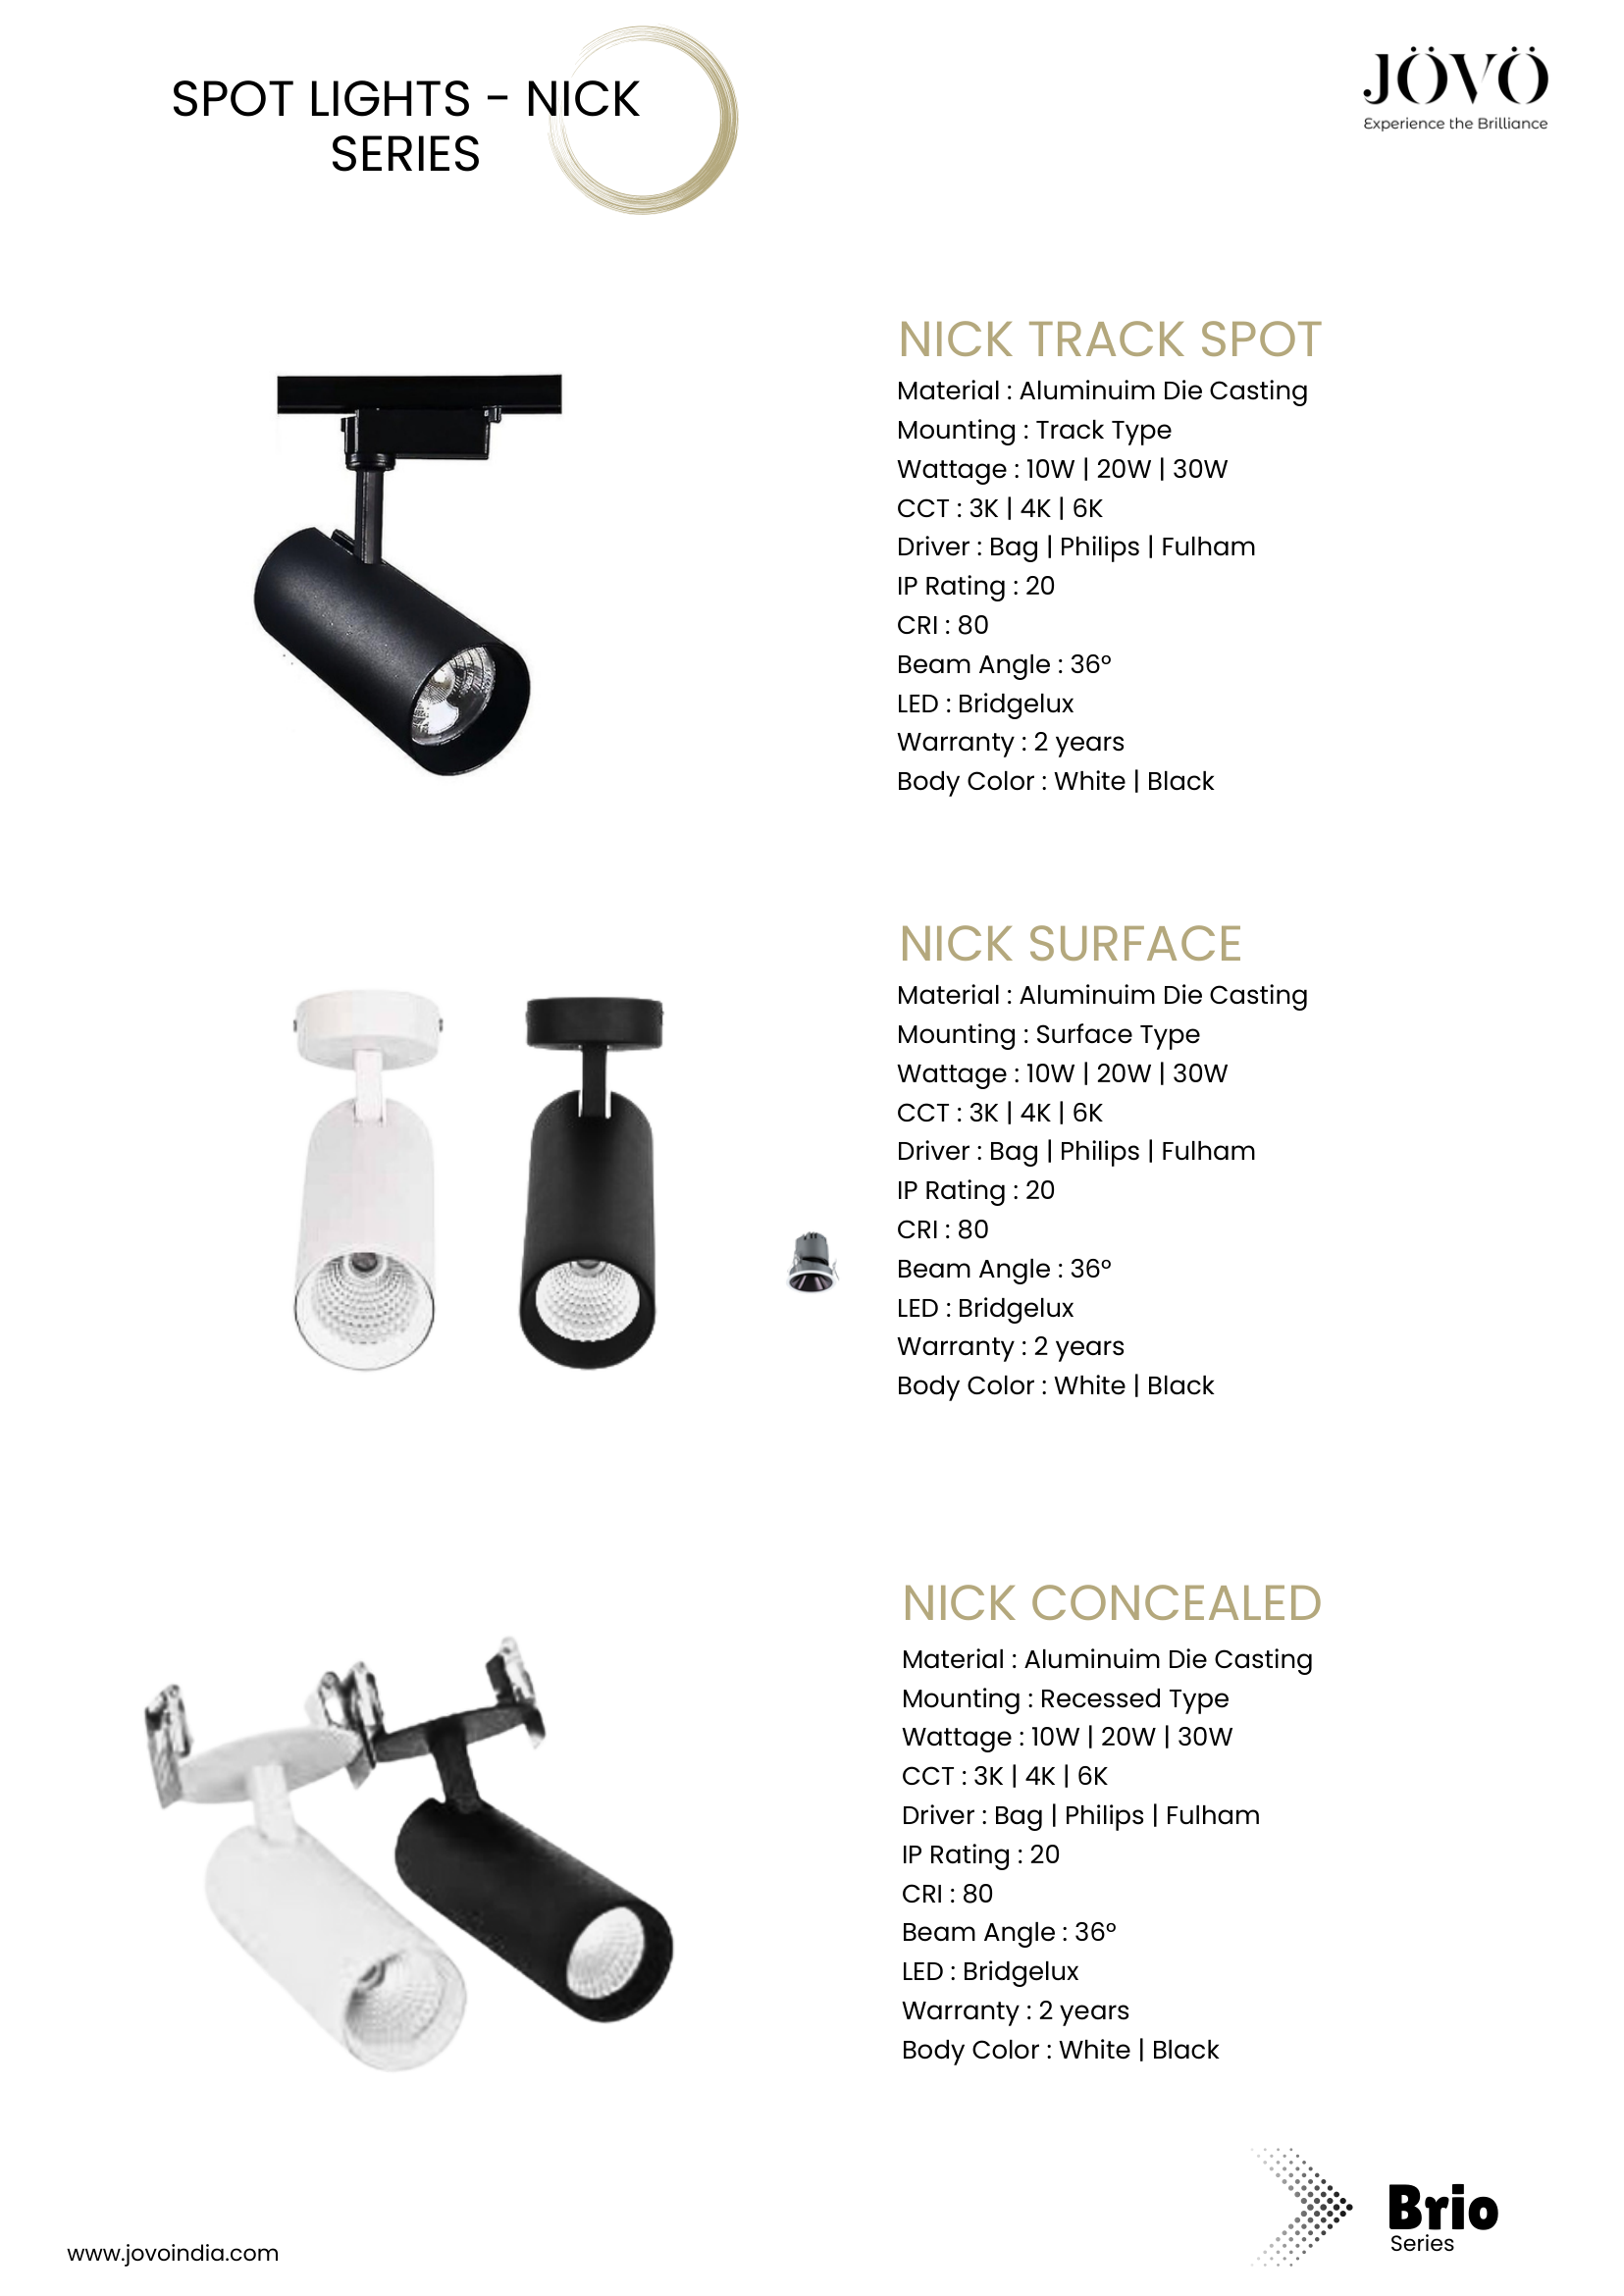 SPOT LIGHTS - NICK
SERIES
JÖVÖ
Experience the Brilliance
NICK TRACK SPOT
Material : Aluminuim Die Casting
Mounting : Track Type
Wattage : 10W | 20W | 30W
CCT : 3K | 4K | 6K
Driver : Bag | Philips | Fulham
IP Rating : 20
CRI : 80
Beam Angle : 36°
LED : Bridgelux
Warranty : 2 years
Body Color : White | Black
NICK SURFACE
Material : Aluminuim Die Casting
Mounting : Surface Type
Wattage : 10W | 20W | 30W
CCT : 3K | 4K | 6K
Driver : Bag | Philips | Fulham
IP Rating : 20
CRI : 80
Beam Angle : 36°
LED : Bridgelux
Warranty : 2 years
Body Color : White | Black
NICK CONCEALED
Material : Aluminuim Die Casting
Mounting : Recessed Type
Wattage : 10W | 20W | 30W
CCT : 3K | 4K | 6K
Driver : Bag | Philips | Fulham
IP Rating : 20
CRI : 80
Beam Angle : 36°
LED : Bridgelux
Warranty : 2 years
Body Color : White | Black
www.jovoindia.com
Brio
Series